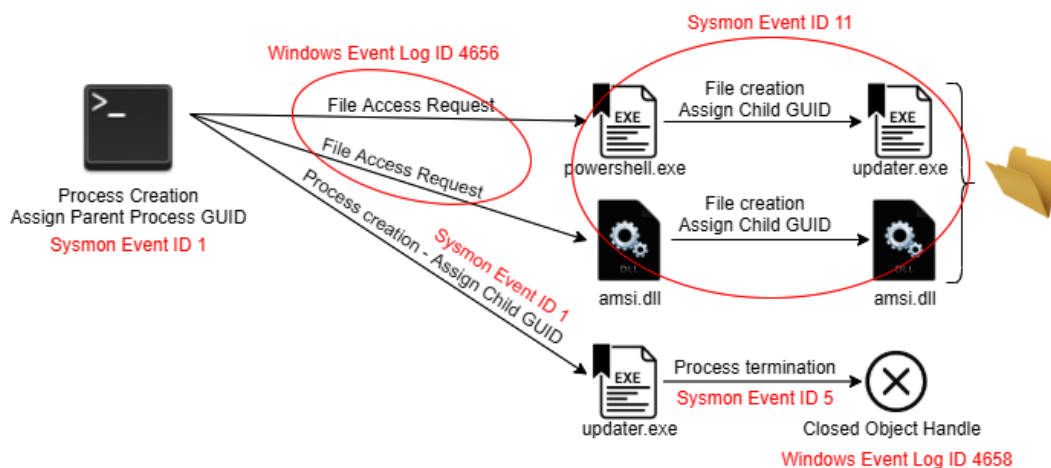 Sysmon Event ID 11
Windows Event Log ID 4656
>_
File Access Request
EXE
File creation
Assign Child GUID
EXE
powershell.exe
updater.exe
File Access Request
Process Creation
Assign Parent Process GUID
Sysmon Event ID 1
Process creation - Assign Child GUID
Sysmon Event ID 1
File creation
Assign Child GUID
DLL
DLL
amsi.dll
amsi.dll
EXE
Process termination
Sysmon Event ID 5
updater.exe
Closed Object Handle
Windows Event Log ID 4658